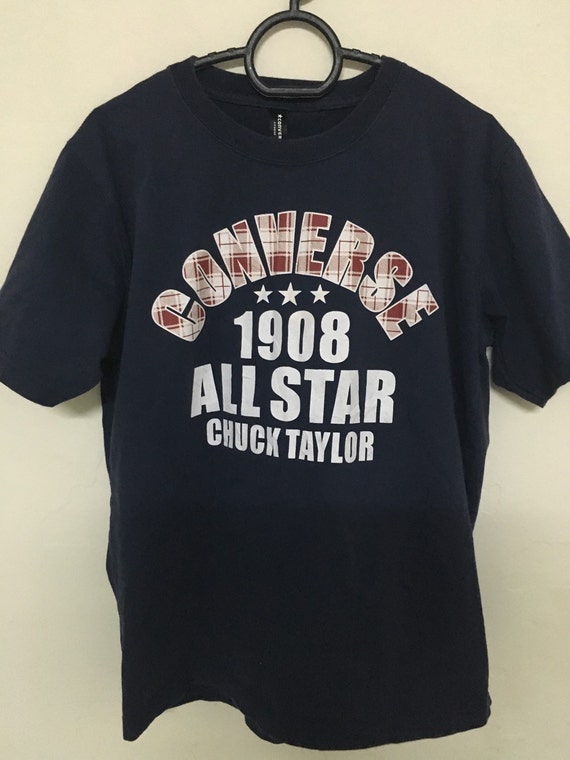 CONVERSE
1908
ALL STAR
CHUCK TAYLOR